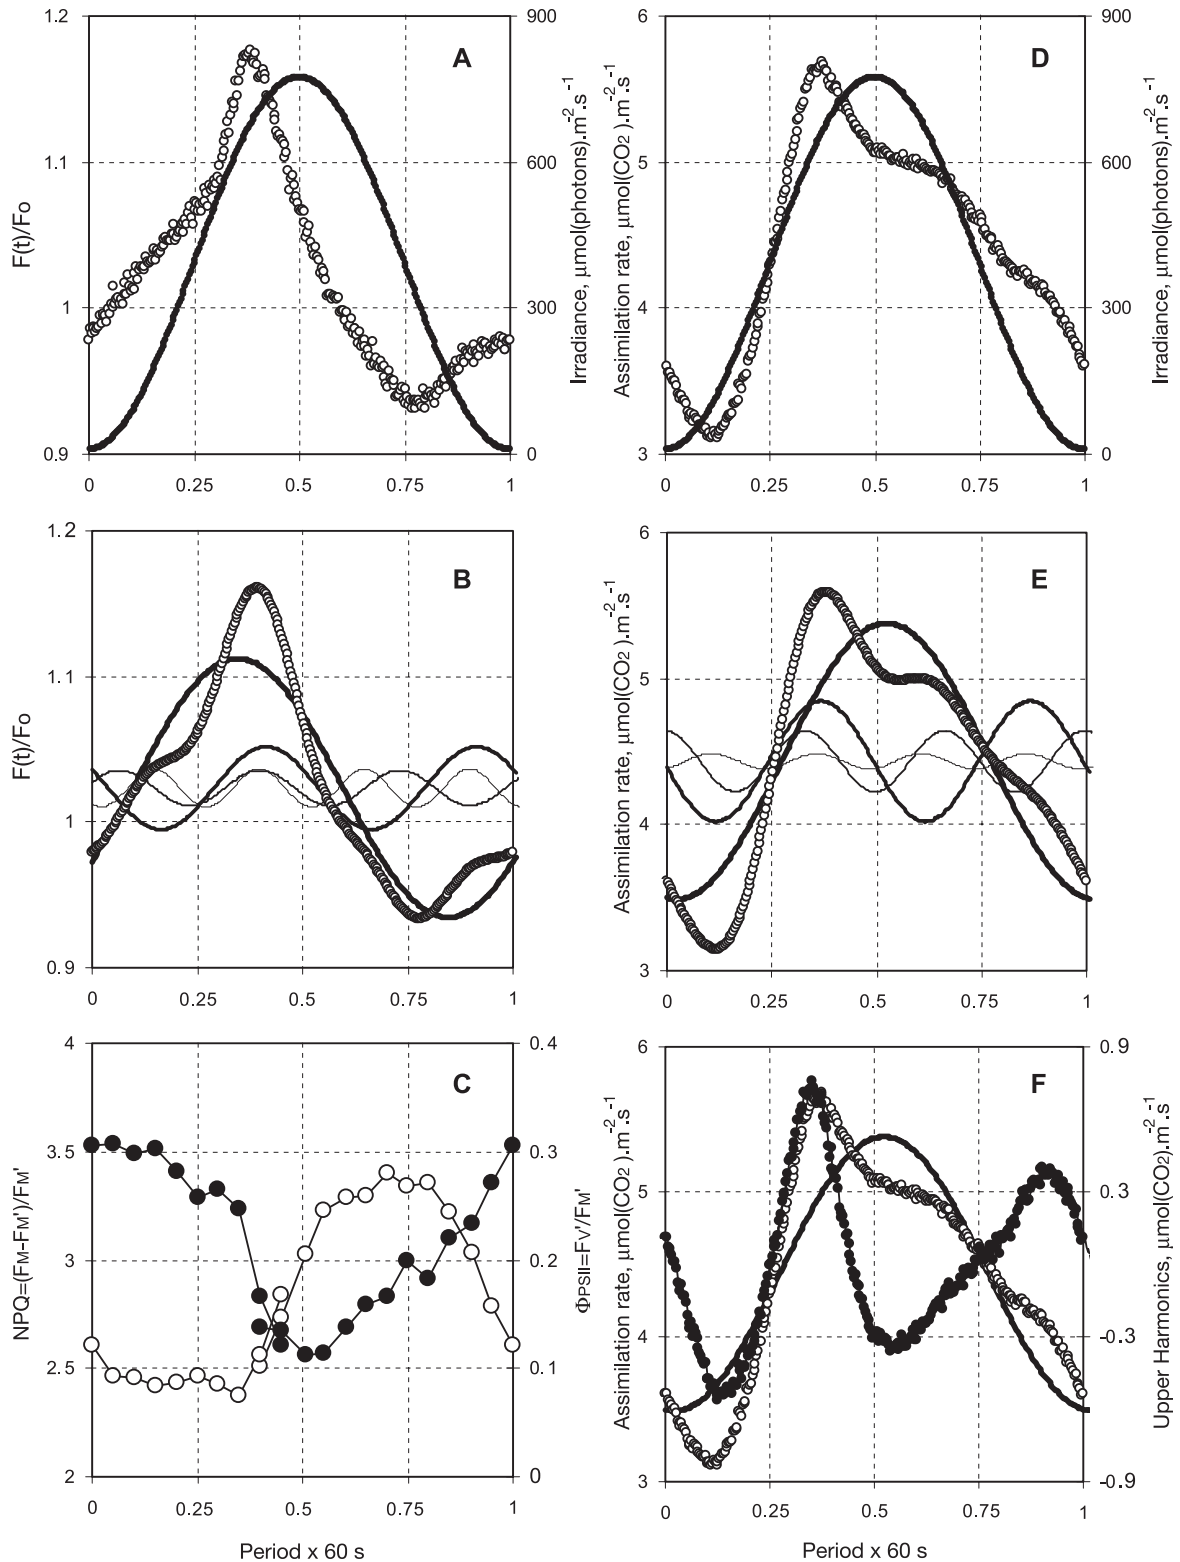 A
1.2
1.1
1
0.9
900
600
300
0
0 0.25 0.5 0.75 1
F(t)/Fo
Irradiance, µmol(photons).m-2.s-1
D
6
5
4
3
900
600
300
0
0 0.25 0.5 0.75 1
Assimilation rate, µmol(CO2 ).m-2.s-1
Irradiance, µmol(photons).m-2.s-1
B
1.2
1.1
1
0.9
0 0.25 0.5 0.75 1
F(t)/Fo
E
6
5
4
3
0 0.25 0.5 0.75 1
Assimilation rate, µmol(CO2 ).m-2.s-1
C
4
3.5
3
2.5
2
0.4
0.3
0.2
0.1
0
0 0.25 0.5 0.75 1
NPQ=(FM-FM')/FM'
ΦPSII=FV'/FM'
Period x 60 s
F
6
5
4
3
0.9
0.3
-0.3
-0.9
0 0.25 0.5 0.75 1
Assimilation rate, µmol(CO2 ).m-2.s-1
Upper Harmonics, µmol(CO2).m-2.s-1
Period x 60 s